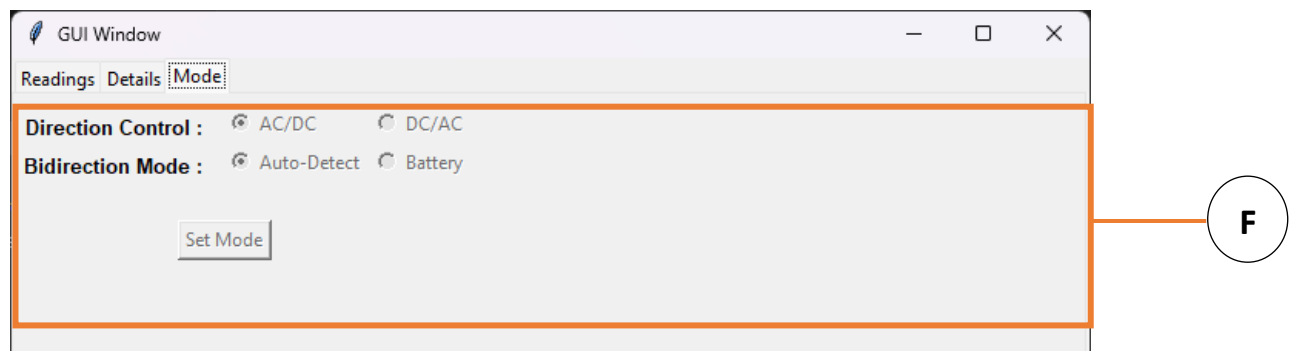 GUI Window
Readings Details Mode
Direction Control : AC/DC DC/AC
Bidirection Mode : Auto-Detect Battery
Set Mode
F